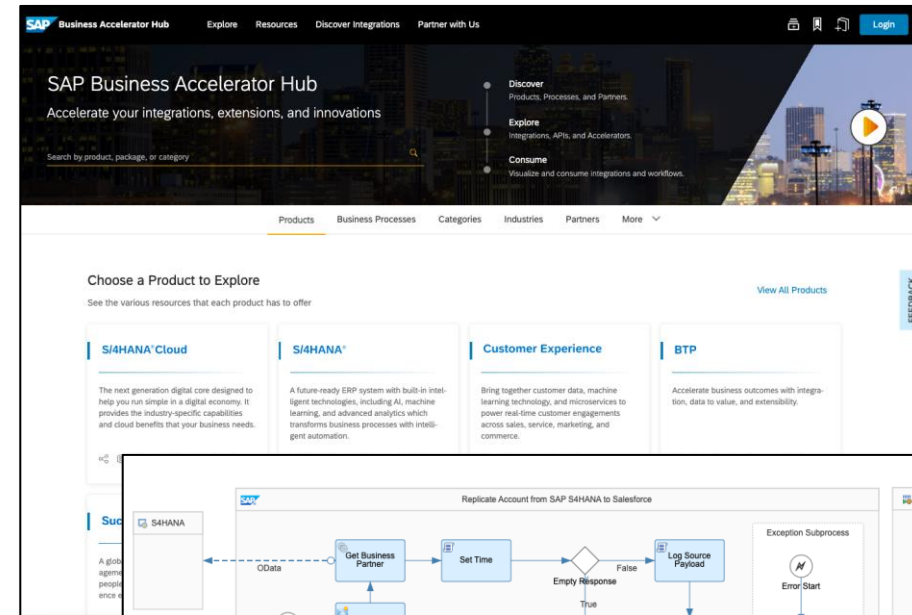 SAP Business Accelerator Hub Explore Resources Discover Integrations Partner with Us Login
SAP Business Accelerator Hub
Accelerate your integrations, extensions, and innovations
Search by product, package, or category
Discover
Products, Processes, and Partners.
Explore
Integrations, APIs, and Accelerators.
Consume
Visualize and consume integrations and workflows.
Products Business Processes Categories Industries Partners More
Choose a Product to Explore
See the various resources that each product has to offer
View All Products
FEEDBACK
S/4HANA® Cloud
The next generation digital core designed to
help you run simple in a digital economy. It
provides the industry-specific capabilities
and cloud benefits that your business needs.
S/4HANA®
A future-ready ERP system with built-in intel-
ligent technologies, including AI, machine
learning, and advanced analytics which
transforms business processes with intelli-
gent automation.
Customer Experience
Bring together customer data, machine
learning technology, and microservices to
power real-time customer engagements
across sales, service, marketing, and
commerce.
BTP
Accelerate business outcomes with integra-
tion, data to value, and extensibility.
Suc
A glob
ageme
people
ence e
SAP
Replicate Account from SAP S4HANA to Salesforce
S4HANA
OData
Get Business
Partner
Set Time
Empty Response
False
True
Log Source
Payload
Exception Subprocess
Error Start